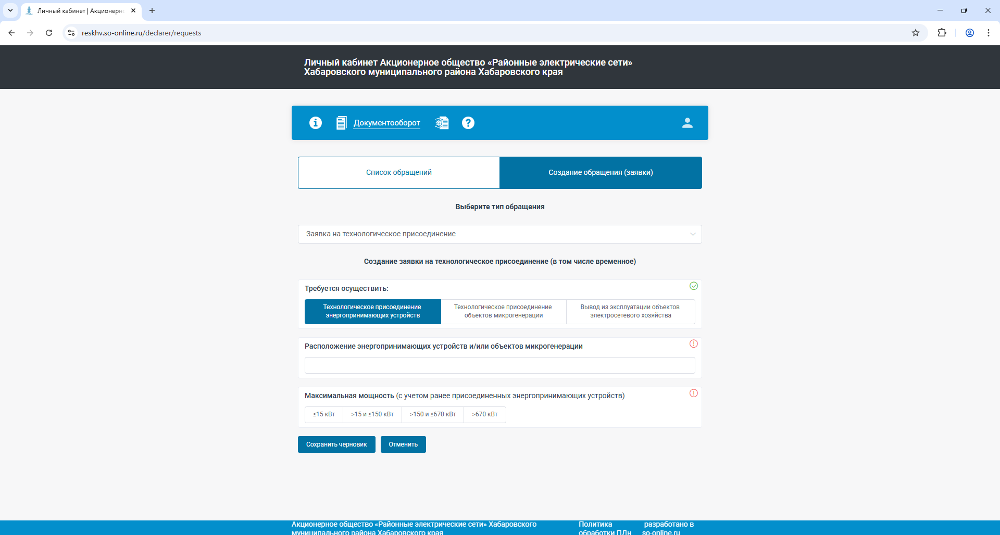 Личный кабинет | Акционерно
reskhv.so-online.ru/declarer/requests
Личный кабинет Акционерное общество «Районные электрические сети»
Хабаровского муниципального района Хабаровского края
Документооборот
Список обращений
Создание обращения (заявки)
Выберите тип обращения
Заявка на технологическое присоединение
Создание заявки на технологическое присоединение (в том числе временное)
Требуется осуществить:
Технологическое присоединение
энергопринимающих устройств
Технологическое присоединение
объектов микрогенерации
Вывод из эксплуатации объектов
электросетевого хозяйства
Расположение энергопринимающих устройств и/или объектов микрогенерации
Максимальная мощность (с учетом ранее присоединенных энергопринимающих устройств)
≤15 кВт
>15 и ≤150 кВт
>150 и ≤670 кВт
>670 кВт
Сохранить черновик
Отменить
Акционерное общество «Районные электрические сети» Хабаровского
муниципального района Хабаровского края
Политика
обработки ПДн
разработано в
so-online.ru